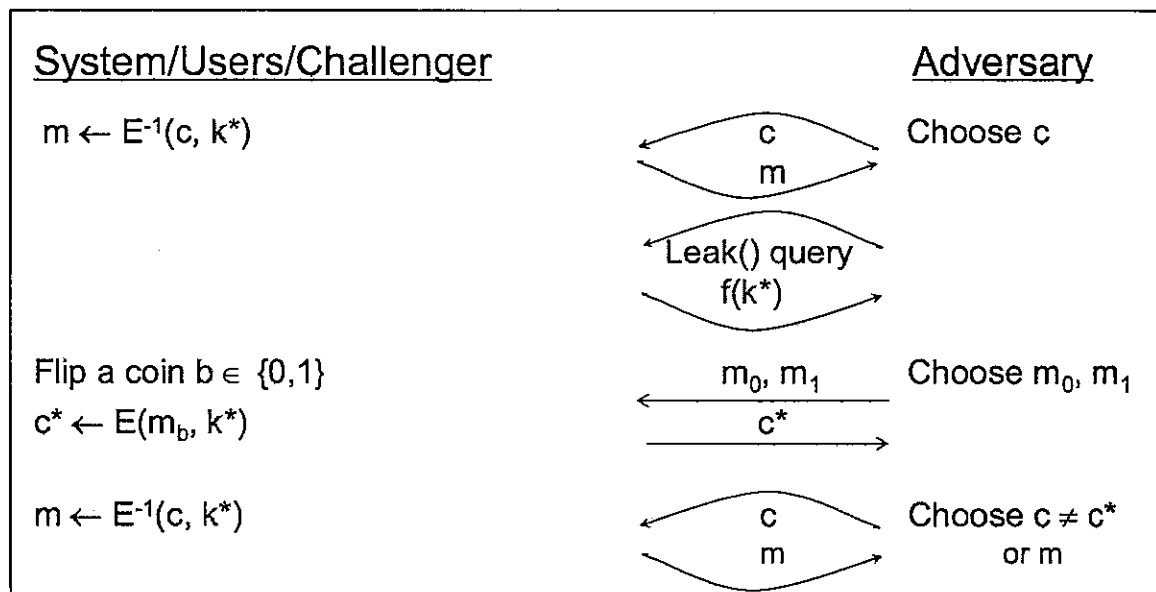 System/Users/Challenger Adversary
m ← E⁻¹(c, k*) c Choose c
m
Leak() query
f(k*)
Flip a coin b ∈ {0,1} m₀, m₁ Choose m₀, m₁
c* ← E(m_b, k*) c*
m ← E⁻¹(c, k*) c Choose c ≠ c*
m or m